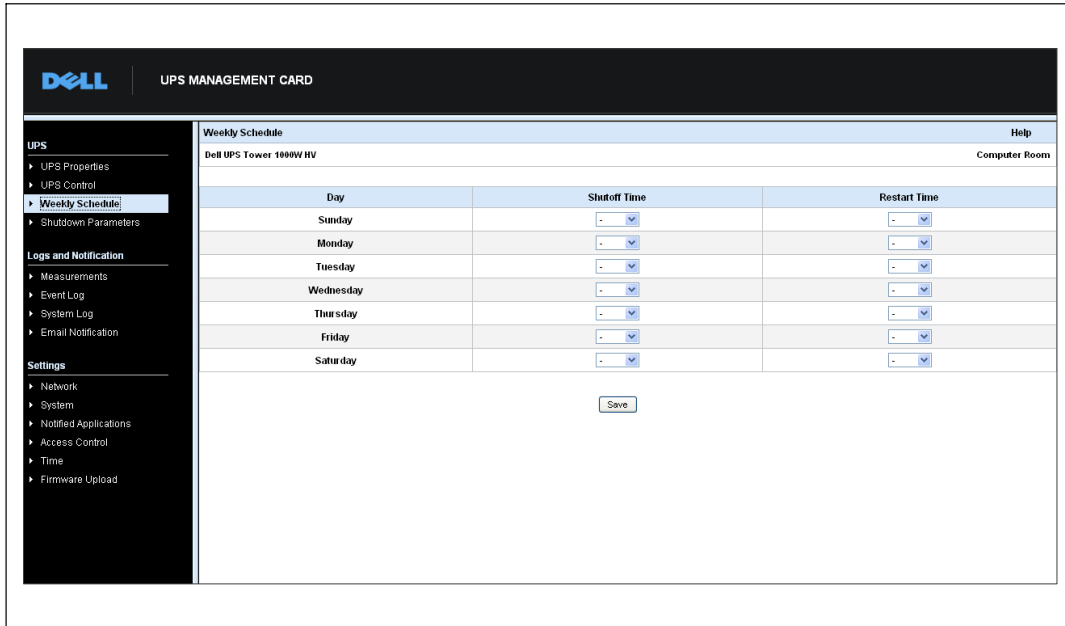 DELL
UPS MANAGEMENT CARD
UPS
UPS Properties
UPS Control
Weekly Schedule
Shutdown Parameters
Logs and Notification
Measurements
Event Log
System Log
Email Notification
Settings
Network
System
Notified Applications
Access Control
Time
Firmware Upload
Weekly Schedule Help
Dell UPS Tower 1000W HV Computer Room
Day Shutoff Time Restart Time
Sunday - -
Monday - -
Tuesday - -
Wednesday - -
Thursday - -
Friday - -
Saturday - -
Save